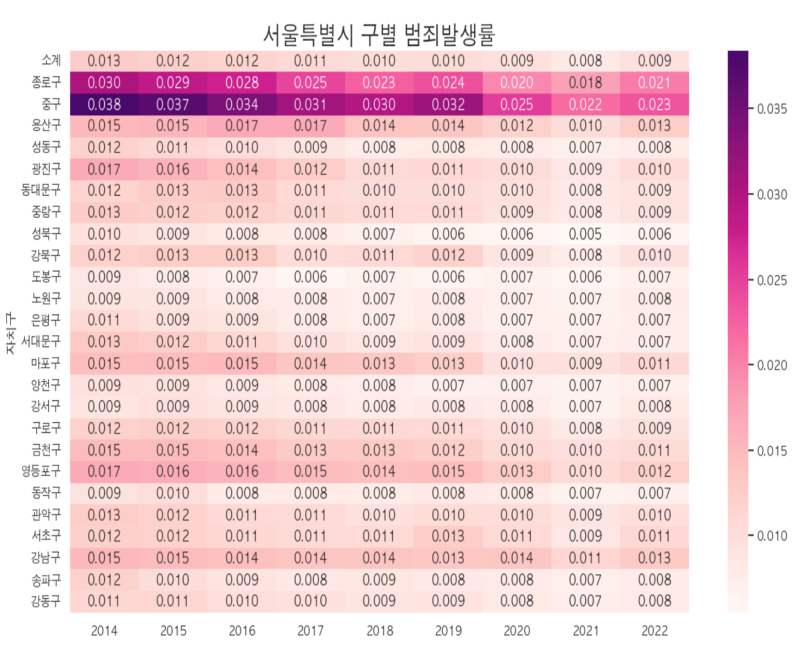 서울특별시 구별 범죄발생률
자치구
소계 0.013 0.012 0.012 0.011 0.010 0.010 0.009 0.008 0.009
종로구 0.030 0.029 0.028 0.025 0.023 0.024 0.020 0.018 0.021
중구 0.038 0.037 0.034 0.031 0.030 0.032 0.025 0.022 0.023
용산구 0.015 0.015 0.017 0.017 0.014 0.014 0.012 0.010 0.013
성동구 0.012 0.011 0.010 0.009 0.008 0.008 0.008 0.007 0.008
광진구 0.017 0.016 0.014 0.012 0.011 0.011 0.010 0.009 0.010
동대문구 0.012 0.013 0.013 0.011 0.010 0.010 0.010 0.008 0.009
중랑구 0.013 0.012 0.012 0.011 0.011 0.011 0.009 0.008 0.009
성북구 0.010 0.009 0.008 0.008 0.007 0.006 0.006 0.005 0.006
강북구 0.012 0.013 0.013 0.010 0.011 0.012 0.009 0.008 0.010
도봉구 0.009 0.008 0.007 0.006 0.007 0.006 0.007 0.006 0.007
노원구 0.009 0.009 0.008 0.008 0.007 0.008 0.007 0.007 0.008
은평구 0.011 0.009 0.009 0.008 0.007 0.008 0.007 0.007 0.007
서대문구 0.013 0.012 0.011 0.010 0.009 0.009 0.008 0.007 0.007
마포구 0.015 0.015 0.015 0.014 0.013 0.013 0.010 0.009 0.011
양천구 0.009 0.009 0.009 0.008 0.008 0.007 0.007 0.007 0.007
강서구 0.009 0.009 0.009 0.008 0.008 0.008 0.008 0.007 0.008
구로구 0.012 0.012 0.012 0.011 0.011 0.011 0.010 0.008 0.009
금천구 0.015 0.015 0.014 0.013 0.013 0.012 0.010 0.010 0.011
영등포구 0.017 0.016 0.016 0.015 0.014 0.015 0.013 0.010 0.012
동작구 0.009 0.010 0.008 0.008 0.008 0.008 0.008 0.007 0.007
관악구 0.013 0.012 0.011 0.011 0.010 0.010 0.010 0.009 0.010
서초구 0.012 0.012 0.011 0.011 0.011 0.013 0.011 0.009 0.011
강남구 0.015 0.015 0.014 0.014 0.014 0.013 0.014 0.011 0.013
송파구 0.012 0.010 0.009 0.008 0.009 0.008 0.008 0.007 0.008
강동구 0.011 0.011 0.010 0.010 0.009 0.009 0.008 0.007 0.008
2014 2015 2016 2017 2018 2019 2020 2021 2022
0.035
0.030
0.025
0.020
0.015
0.010